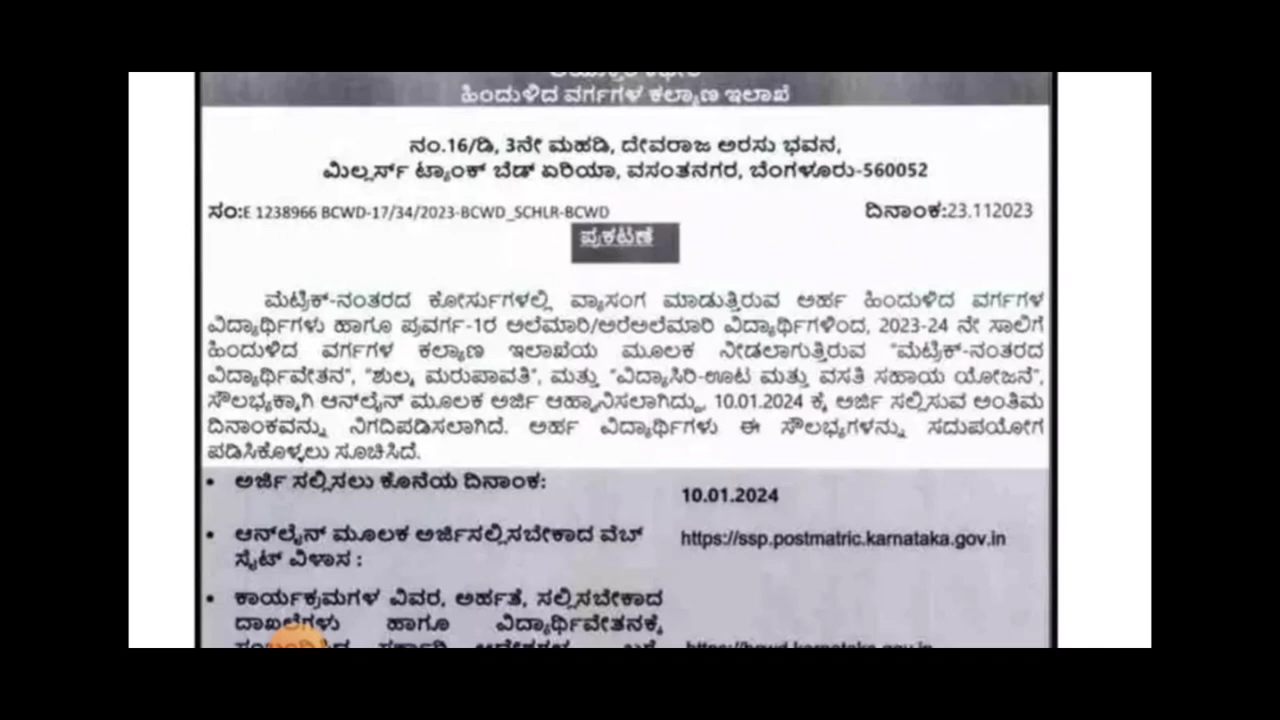 ಹಿಂದುಳಿದ ವರ್ಗಗಳ ಕಲ್ಯಾಣ ಇಲಾಖೆ
ನಂ.16/ಡಿ, 3ನೇ ಮಹಡಿ, ದೇವರಾಜ ಅರಸು ಭವನ,
ಮಿಲ್ಲರ್ಸ್ ಟ್ಯಾಂಕ್ ಬೆಡ್ ಏರಿಯಾ, ವಸಂತನಗರ, ಬೆಂಗಳೂರು-560052
ಸಂ:E 1238966 BCWD-17/34/2023-BCWD_SCHLR-BCWD ದಿನಾಂಕ:23.112023
ಪ್ರಕಟಣೆ
ಮೆಟ್ರಿಕ್-ನಂತರದ ಕೋರ್ಸುಗಳಲ್ಲಿ ವ್ಯಾಸಂಗ ಮಾಡುತ್ತಿರುವ ಅರ್ಹ ಹಿಂದುಳಿದ ವರ್ಗಗಳ
ವಿದ್ಯಾರ್ಥಿಗಳು ಹಾಗೂ ಪ್ರವರ್ಗ-1ರ ಅಲೆಮಾರಿ/ಅರೆಅಲೆಮಾರಿ ವಿದ್ಯಾರ್ಥಿಗಳಿಂದ, 2023-24 ನೇ ಸಾಲಿಗೆ
ಹಿಂದುಳಿದ ವರ್ಗಗಳ ಕಲ್ಯಾಣ ಇಲಾಖೆಯ ಮೂಲಕ ನೀಡಲಾಗುತ್ತಿರುವ "ಮೆಟ್ರಿಕ್-ನಂತರದ
ವಿದ್ಯಾರ್ಥಿವೇತನ", "ಶುಲ್ಕ ಮರುಪಾವತಿ", ಮತ್ತು "ವಿದ್ಯಾಸಿರಿ-ಊಟ ಮತ್ತು ವಸತಿ ಸಹಾಯ ಯೋಜನೆ",
ಸೌಲಭ್ಯಕ್ಕಾಗಿ ಆನ್‌ಲೈನ್ ಮೂಲಕ ಅರ್ಜಿ ಆಹ್ವಾನಿಸಲಾಗಿದ್ದು, 10.01.2024 ಕ್ಕೆ ಅರ್ಜಿ ಸಲ್ಲಿಸುವ ಅಂತಿಮ
ದಿನಾಂಕವನ್ನು ನಿಗದಿಪಡಿಸಲಾಗಿದೆ. ಅರ್ಹ ವಿದ್ಯಾರ್ಥಿಗಳು ಈ ಸೌಲಭ್ಯಗಳನ್ನು ಸದುಪಯೋಗ
ಪಡಿಸಿಕೊಳ್ಳಲು ಸೂಚಿಸಿದೆ.
• ಅರ್ಜಿ ಸಲ್ಲಿಸಲು ಕೊನೆಯ ದಿನಾಂಕ: 10.01.2024
• ಆನ್‌ಲೈನ್ ಮೂಲಕ ಅರ್ಜಿಸಲ್ಲಿಸಬೇಕಾದ ವೆಬ್ https://ssp.postmatric.karnataka.gov.in
ಸೈಟ್ ವಿಳಾಸ :
• ಕಾರ್ಯಕ್ರಮಗಳ ವಿವರ, ಅರ್ಹತೆ, ಸಲ್ಲಿಸಬೇಕಾದ
ದಾಖಲೆಗಳು ಹಾಗೂ ವಿದ್ಯಾರ್ಥಿವೇತನಕ್ಕೆ